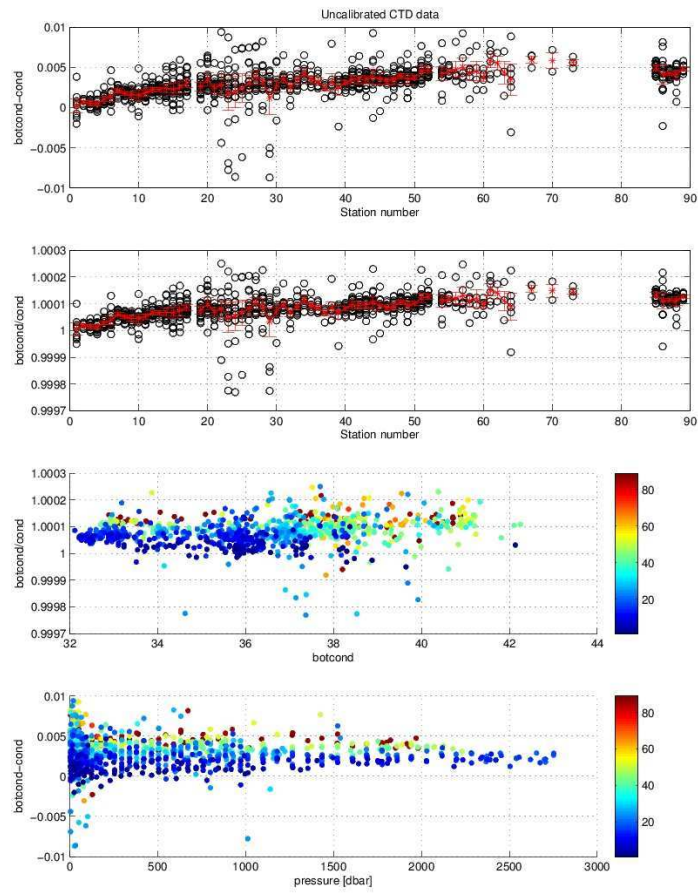 Uncalibrated CTD data
0.01
0.005
0
−0.005
−0.01
botcond−cond
0 10 20 30 40 50 60 70 80 90
Station number
1.0003
1.0002
1.0001
1
0.9999
0.9998
0.9997
botcond/cond
0 10 20 30 40 50 60 70 80 90
Station number
1.0003
1.0002
1.0001
1
0.9999
0.9998
0.9997
botcond/cond
32 34 36 38 40 42 44
botcond
80
60
40
20
0.01
0.005
0
−0.005
−0.01
botcond−cond
0 500 1000 1500 2000 2500 3000
pressure [dbar]
80
60
40
20